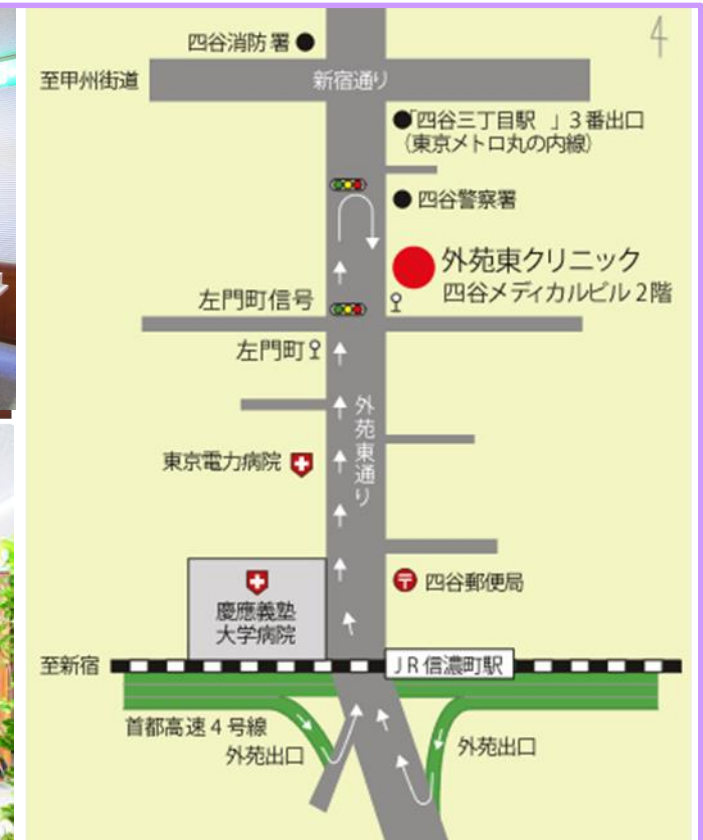 四谷消防署
至甲州街道
新宿通り
「四谷三丁目駅 」3番出口
(東京メトロ丸の内線)
四谷警察署
外苑東クリニック
四谷メディカルビル2階
左門町信号
左門町
外苑東通り
東京電力病院
四谷郵便局
慶應義塾
大学病院
至新宿
JR信濃町駅
首都高速4号線
外苑出口
外苑出口